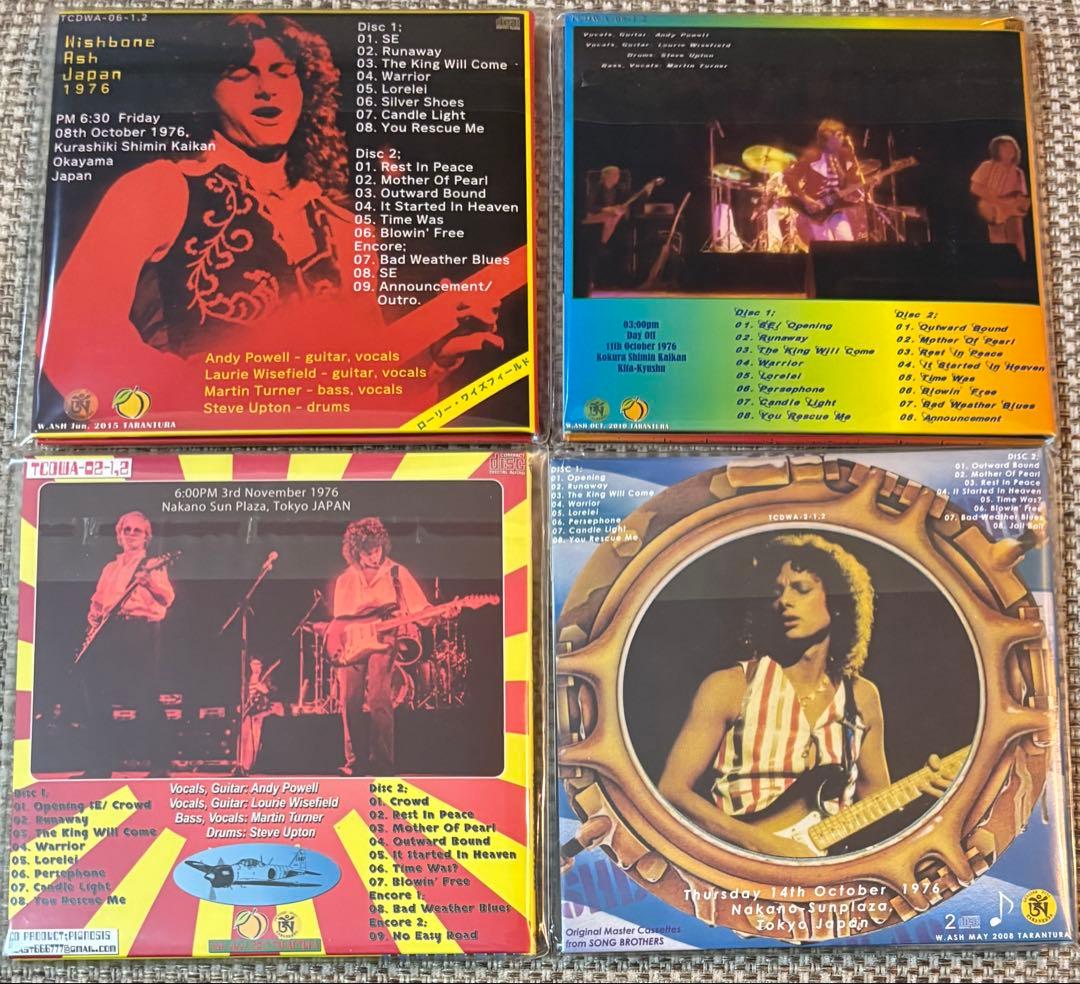 TCDWA-06-1.2
Wishbone
Ash
Japan
1976
PM 6:30 Friday
08th October 1976,
Kurashiki Shimin Kaikan
Okayama
Japan
Disc 1;
01. SE
02. Runaway
03. The King Will Come
04. Warrior
05. Lorelei
06. Silver Shoes
07. Candle Light
08. You Rescue Me
Disc 2;
01. Rest In Peace
02. Mother Of Pearl
03. Outward Bound
04. It Started In Heaven
05. Time Was
06. Blowin' Free
Encore;
07. Bad Weather Blues
08. SE
09. Announcement/
Outro.
Andy Powell - guitar, vocals
Laurie Wisefield - guitar, vocals
Martin Turner - bass, vocals
Steve Upton - drums
ローリー・ワイズフィールド
W.ASH Jun. 2015 TARANTURA
Vocals, Guitar: Andy Powell
Vocals, Guitar: Laurie Wisefield
Drums: Steve Upton
Bass, Vocals: Martin Turner
03:00pm
Day Off
11th October 1976
Kokura Shimin Kaikan
Kita-Kyushu
Disc 1;
01. SE/ Opening
02. Runaway
03. The King Will Come
04. Warrior
05. Lorelei
06. Persephone
07. Candle Light
08. You Rescue Me
Disc 2;
01. Outward Bound
02. Mother Of Pearl
03. Rest In Peace
04. It Started In Heaven
05. Time Was
06. Blowin' Free
07. Bad Weather Blues
08. Announcement
W.ASH OCT. 2010 TARANTURA
TCDWA-02-1,2
COMPACT
disc
6:00PM 3rd November 1976
Nakano Sun Plaza, Tokyo JAPAN
Disc 1.
01. Opening SE/ Crowd
02. Runaway
03. The King Will Come
04. Warrior
05. Lorelei
06. Persephone
07. Candle Light
08. You Rescue Me
Vocals, Guitar: Andy Powell
Vocals, Guitar: Lourie Wisefield
Bass, Vocals: Martin Turner
Drums: Steve Upton
Disc 2;
01. Crowd
02. Rest In Peace
03. Mother Of Pearl
04. Outward Bound
05. It Started In Heaven
06. Time Was?
07. Blowin' Free
Encore 1;
08. Bad Weather Blues
Encore 2;
09. No Easy Road
DISC 1;
01. Opening
02. Runaway
03. The King Will Come
04. Warrior
05. Lorelei
06. Persephone
07. Candle Light
08. You Rescue Me
DISC 2;
01. Outward Bound
02. Mother Of Pearl
03. Rest In Peace
04. It Started In Heaven
05. Time Was?
06. Blowin' Free
07. Bad Weather Blues
08. Jail Bait
TCDWA-2/1,2
Thursday 14th October 1976
Nakano Sunplaza,
Tokyo Japan
Original Master Cassettes
from SONG BROTHERS
2
W.ASH MAY 2008 TARANTURA